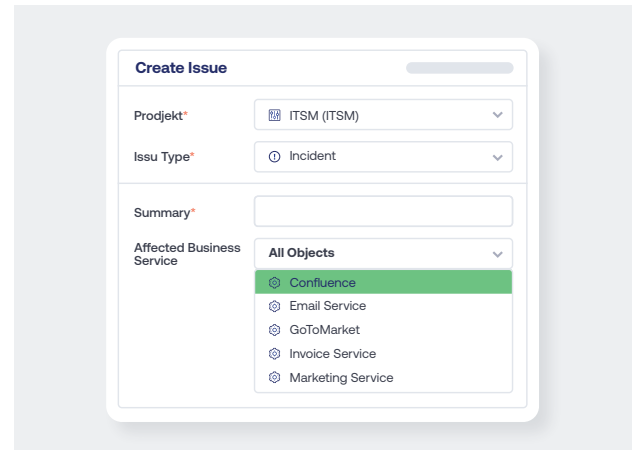 Create Issue
Prodjekt*
ITSM (ITSM)
Issu Type*
Incident
Summary*
Affected Business
Service
All Objects
Confluence
Email Service
GoToMarket
Invoice Service
Marketing Service